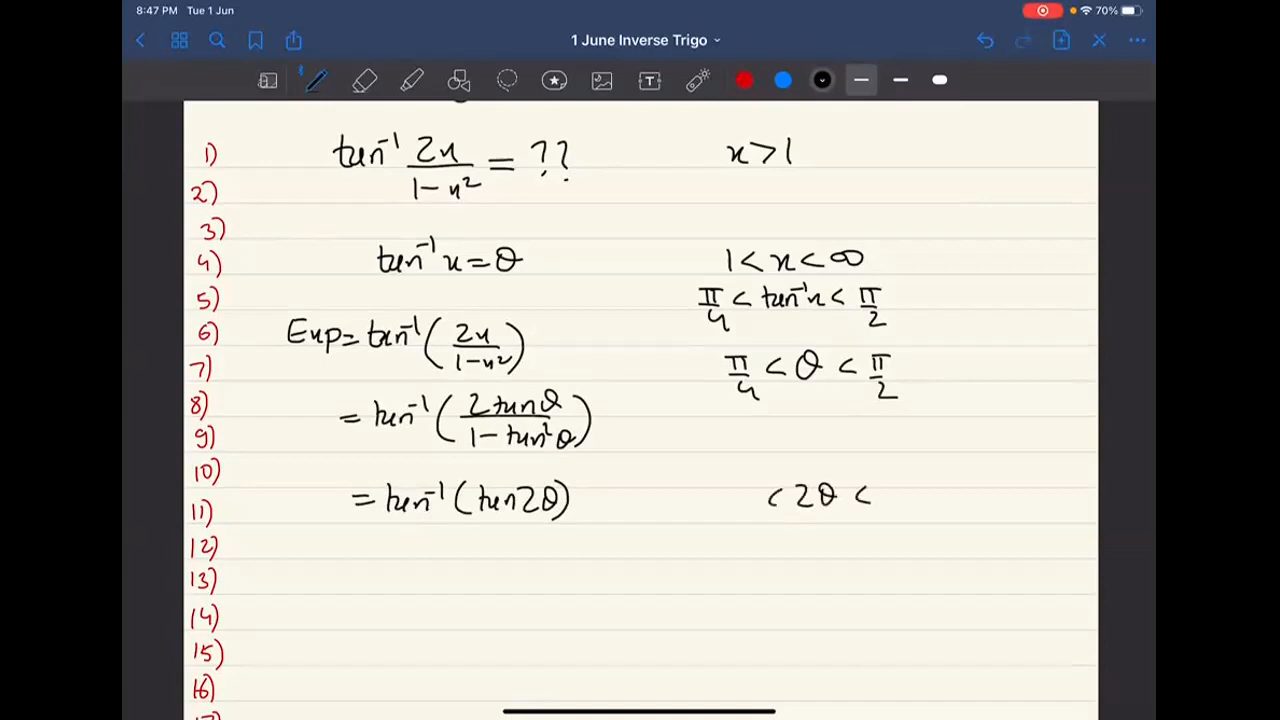 8:47 PM Tue 1 Jun 70%
1 June Inverse Trigo
1) tan⁻¹ 2x/(1-x²) = ?? x>1
2)
3)
4) tan⁻¹x = θ 1<x<∞
5) π/4 < tan⁻¹x < π/2
6) Exp = tan⁻¹(2x/(1-x²))
7) π/4 < θ < π/2
8) = tan⁻¹(2tanθ/(1-tan²θ))
9)
10)
11) = tan⁻¹(tan2θ) < 2θ <
12)
13)
14)
15)
16)